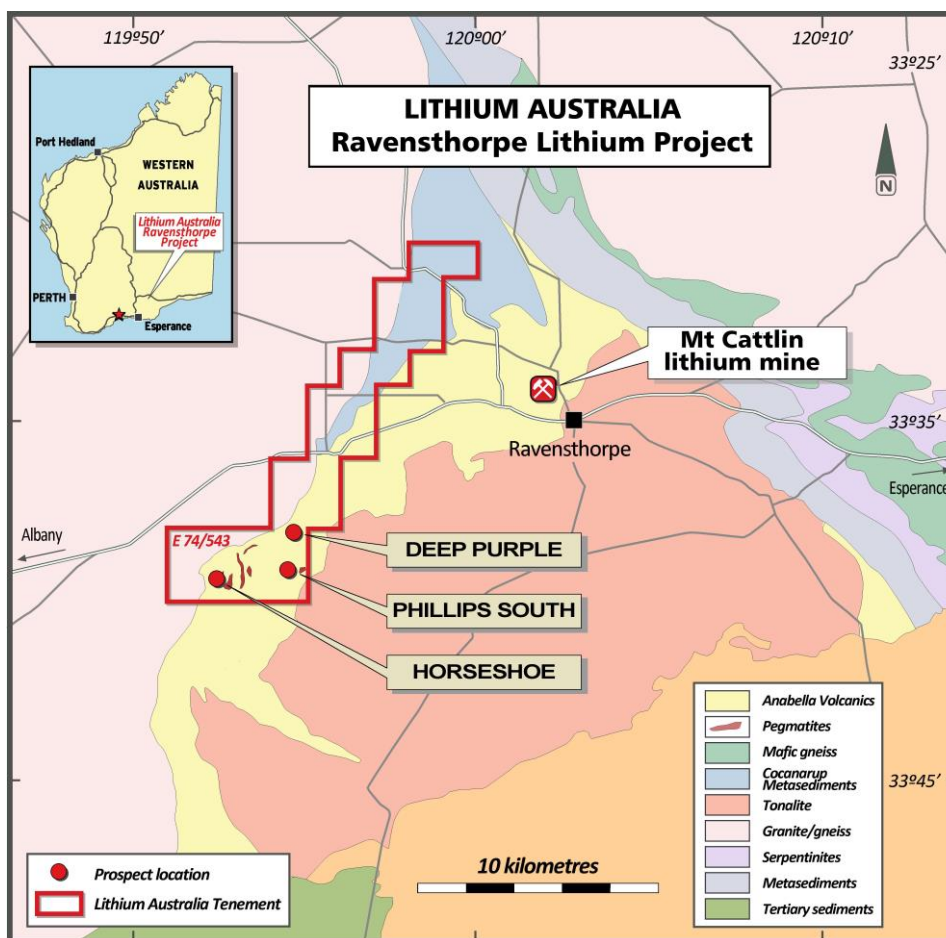 119º50'
120º00'
120º10'
33º25'
LITHIUM AUSTRALIA
Ravensthorpe Lithium Project
N
Port Hedland
WESTERN
AUSTRALIA
Lithium Australia
Ravensthorpe
Project
PERTH
Esperance
Mt Cattlin
lithium mine
33º35'
Ravensthorpe
Esperance
Albany
E 74/543
DEEP PURPLE
PHILLIPS SOUTH
HORSESHOE
33º45'
Anabella Volcanics
Pegmatites
Mafic gneiss
Cocanarup
Metasediments
Tonalite
Granite/gneiss
Serpentinites
Metasediments
Tertiary sediments
10 kilometres
Prospect location
Lithium Australia Tenement